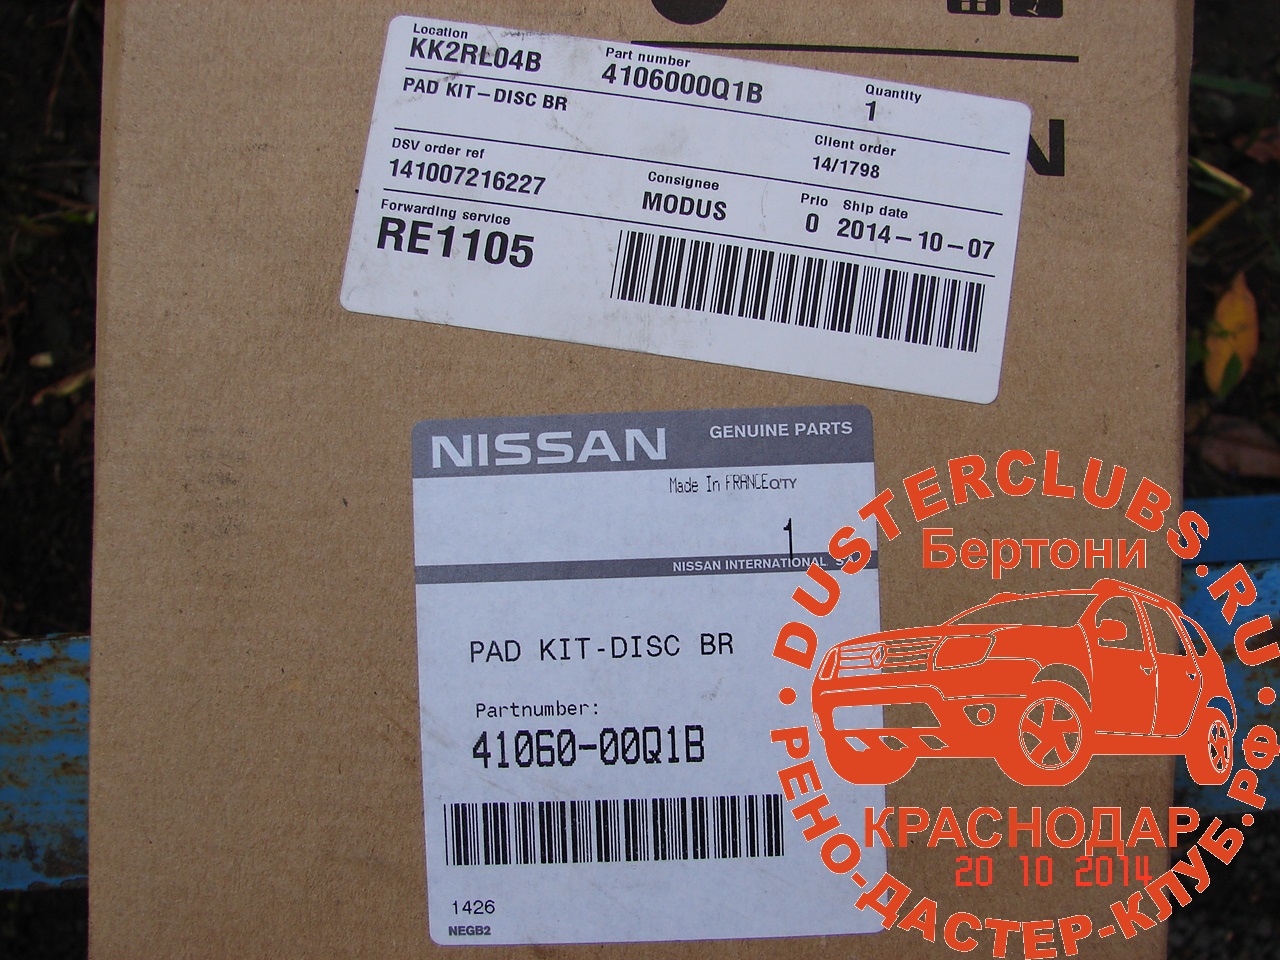 Location
KK2RL04B
Part number
4106000Q1B
Quantity
1
PAD KIT-DISC BR
Client order
14/1798
DSV order ref
141007216227
Consignee
MODUS
Prio
0
Ship date
2014-10-07
Forwarding service
RE1105
N
NISSAN GENUINE PARTS
Made In FRANCE Q'TY
1
NISSAN INTERNATIONAL SA
PAD KIT-DISC BR
Partnumber:
41060-00Q1B
1426
NEGB2
DUSTERCLUBS.RU
Бертони
КРАСНОДАР
20 10 2014
РЕНО-ДАСТЕР-КЛУБ.РФ